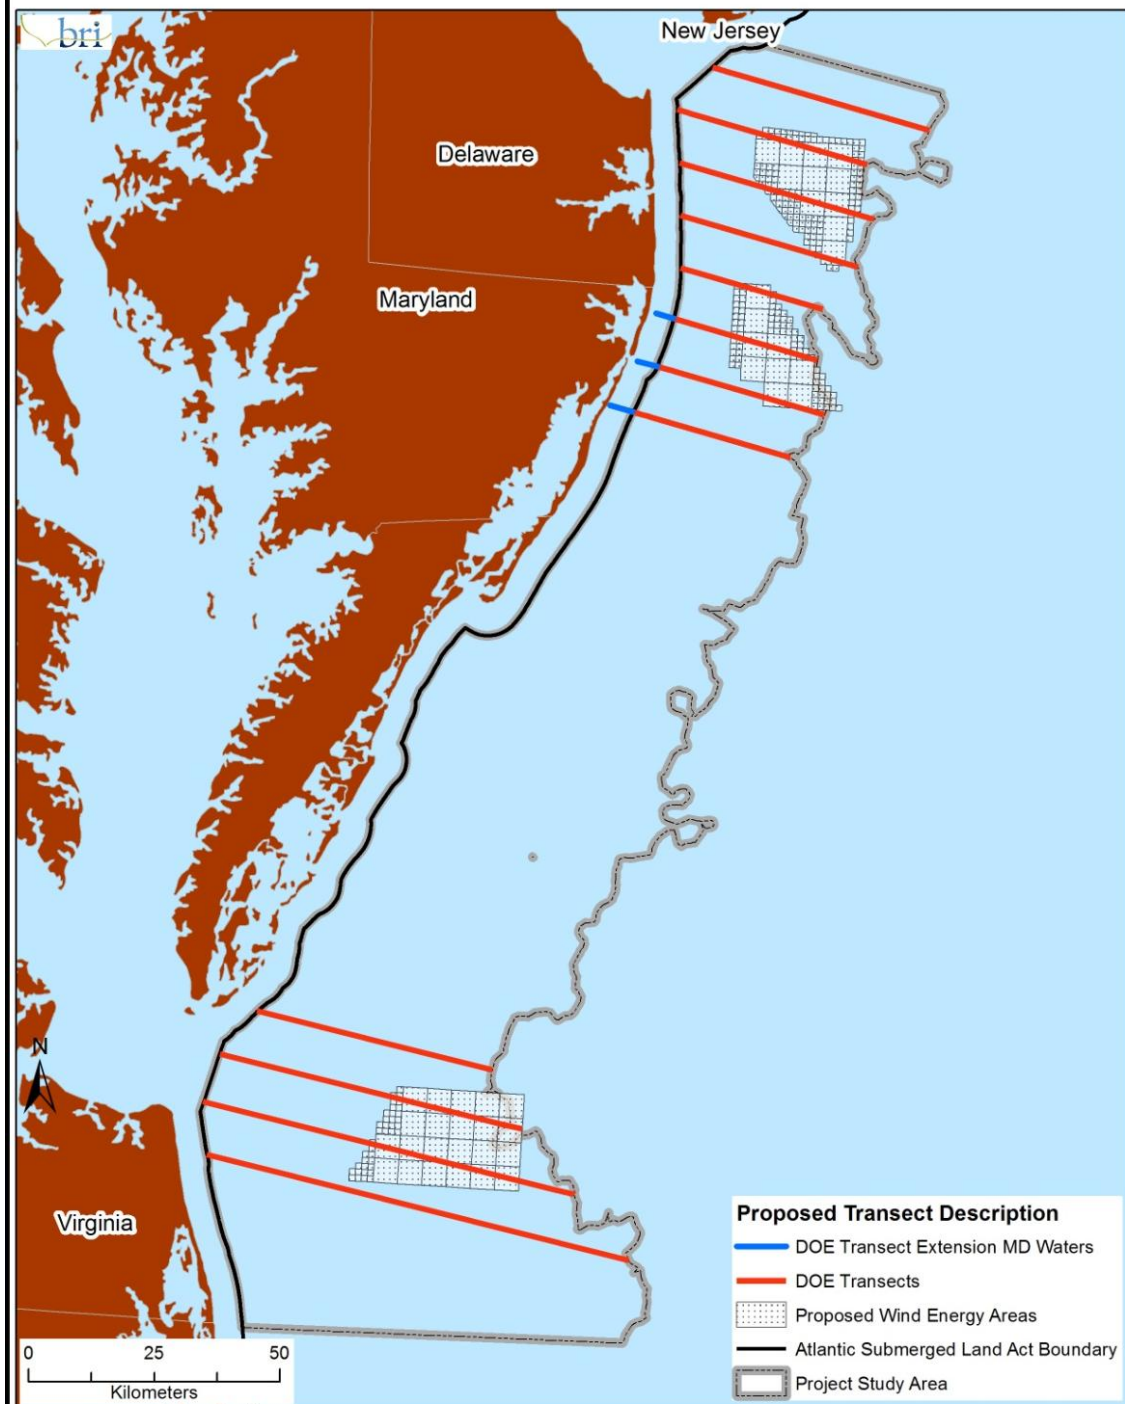 bri
New Jersey
Delaware
Maryland
N
Virginia
0 25 50
Kilometers
Proposed Transect Description
DOE Transect Extension MD Waters
DOE Transects
Proposed Wind Energy Areas
Atlantic Submerged Land Act Boundary
Project Study Area